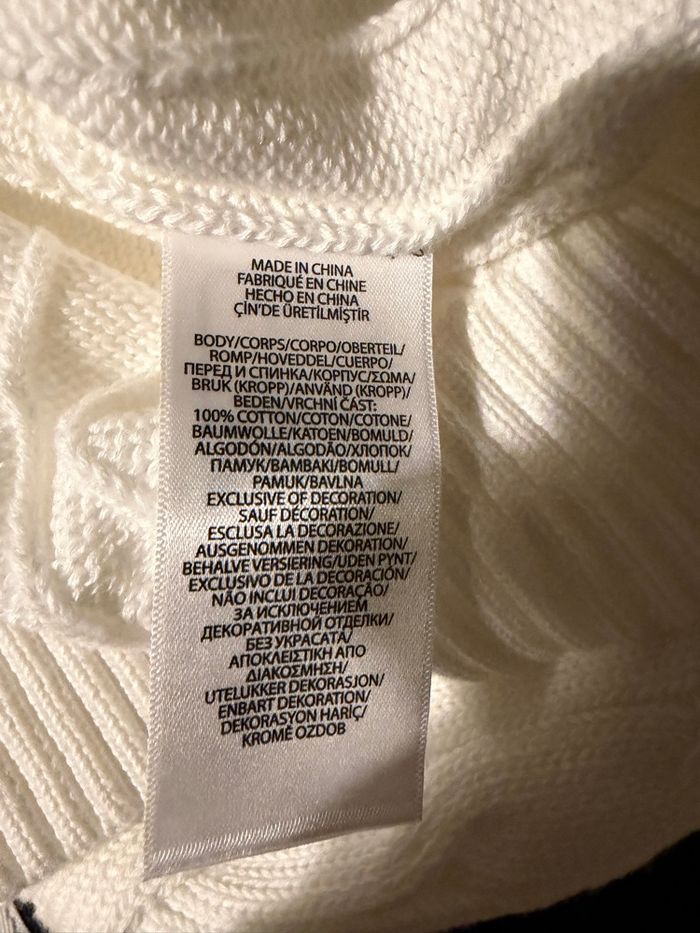 MADE IN CHINA
FABRIQUÉ EN CHINE
HECHO EN CHINA
ÇİN'DE ÜRETİLMİŞTİR
BODY/CORPS/CORPO/OBERTEIL/
ROMP/HOVEDDEL/CUERPO/
ПЕРЕД И СПИНКА/КОРПУС/ΣΩΜΑ/
BRUK (KROPP)/ANVÄND (KROPP)/
BEDEN/VRCHNÍ ČÁST:
100% COTTON/COTON/COTONE/
BAUMWOLLE/KATOEN/BOMULD/
ALGODÓN/ALGODÃO/ХЛОПОК/
ПАМУК/ΒΑΜΒΑΚΙ/BOMULL/
PAMUK/BAVLNA
EXCLUSIVE OF DECORATION/
SAUF DÉCORATION/
ESCLUSA LA DECORAZIONE/
AUSGENOMMEN DEKORATION/
BEHALVE VERSIERING/UDEN PYNT/
EXCLUSIVO DE LA DECORACIÓN/
NÃO INCLUI DECORAÇÃO/
ЗА ИСКЛЮЧЕНИЕМ
ДЕКОРАТИВНОЙ ОТДЕЛКИ/
БЕЗ УКРАСАТА/
ΑΠΟΚΛΕΙΣΤΙΚΗ ΑΠΟ
ΔΙΑΚΟΣΜΗΣΗ/
UTELUKKER DEKORASJON/
ENBART DEKORATION/
DEKORASYON HARİÇ/
KROMĚ OZDOB